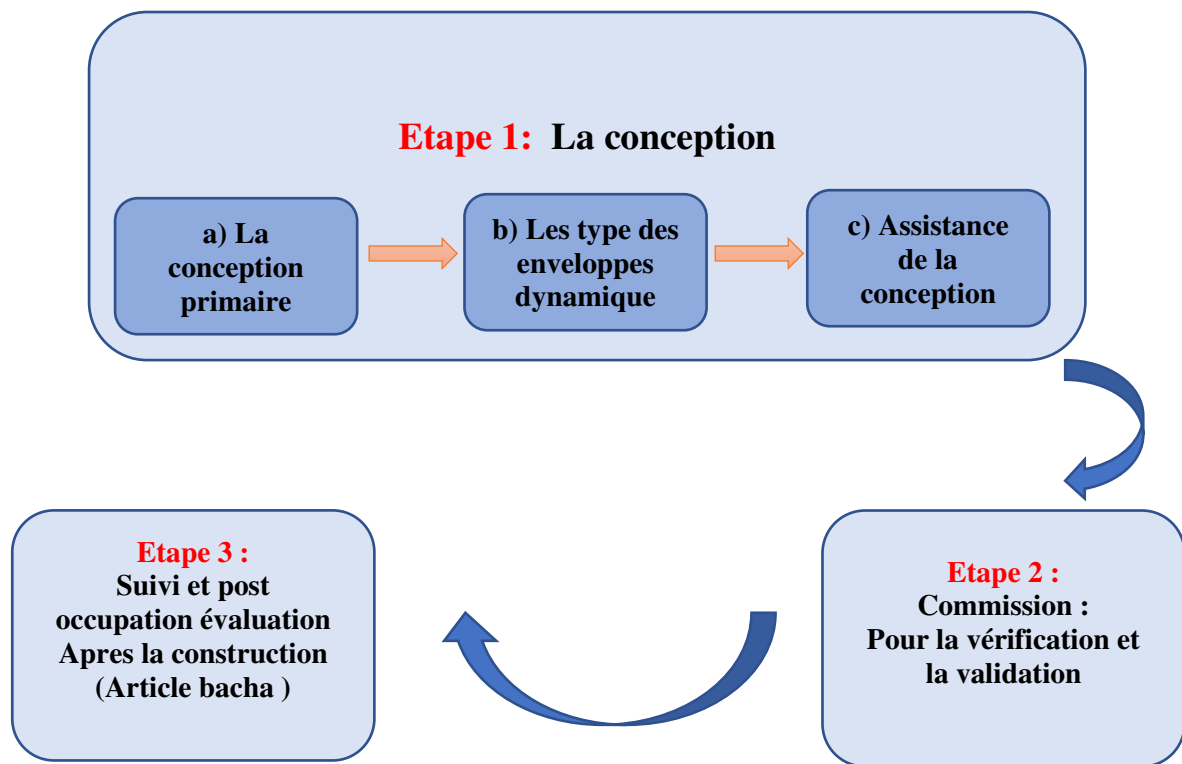 Etape 1: La conception
a) La
conception
primaire
b) Les type des
enveloppes
dynamique
c) Assistance
de la
conception
Etape 2 :
Commission :
Pour la vérification et
la validation
Etape 3 :
Suivi et post
occupation évaluation
Apres la construction
(Article bacha )